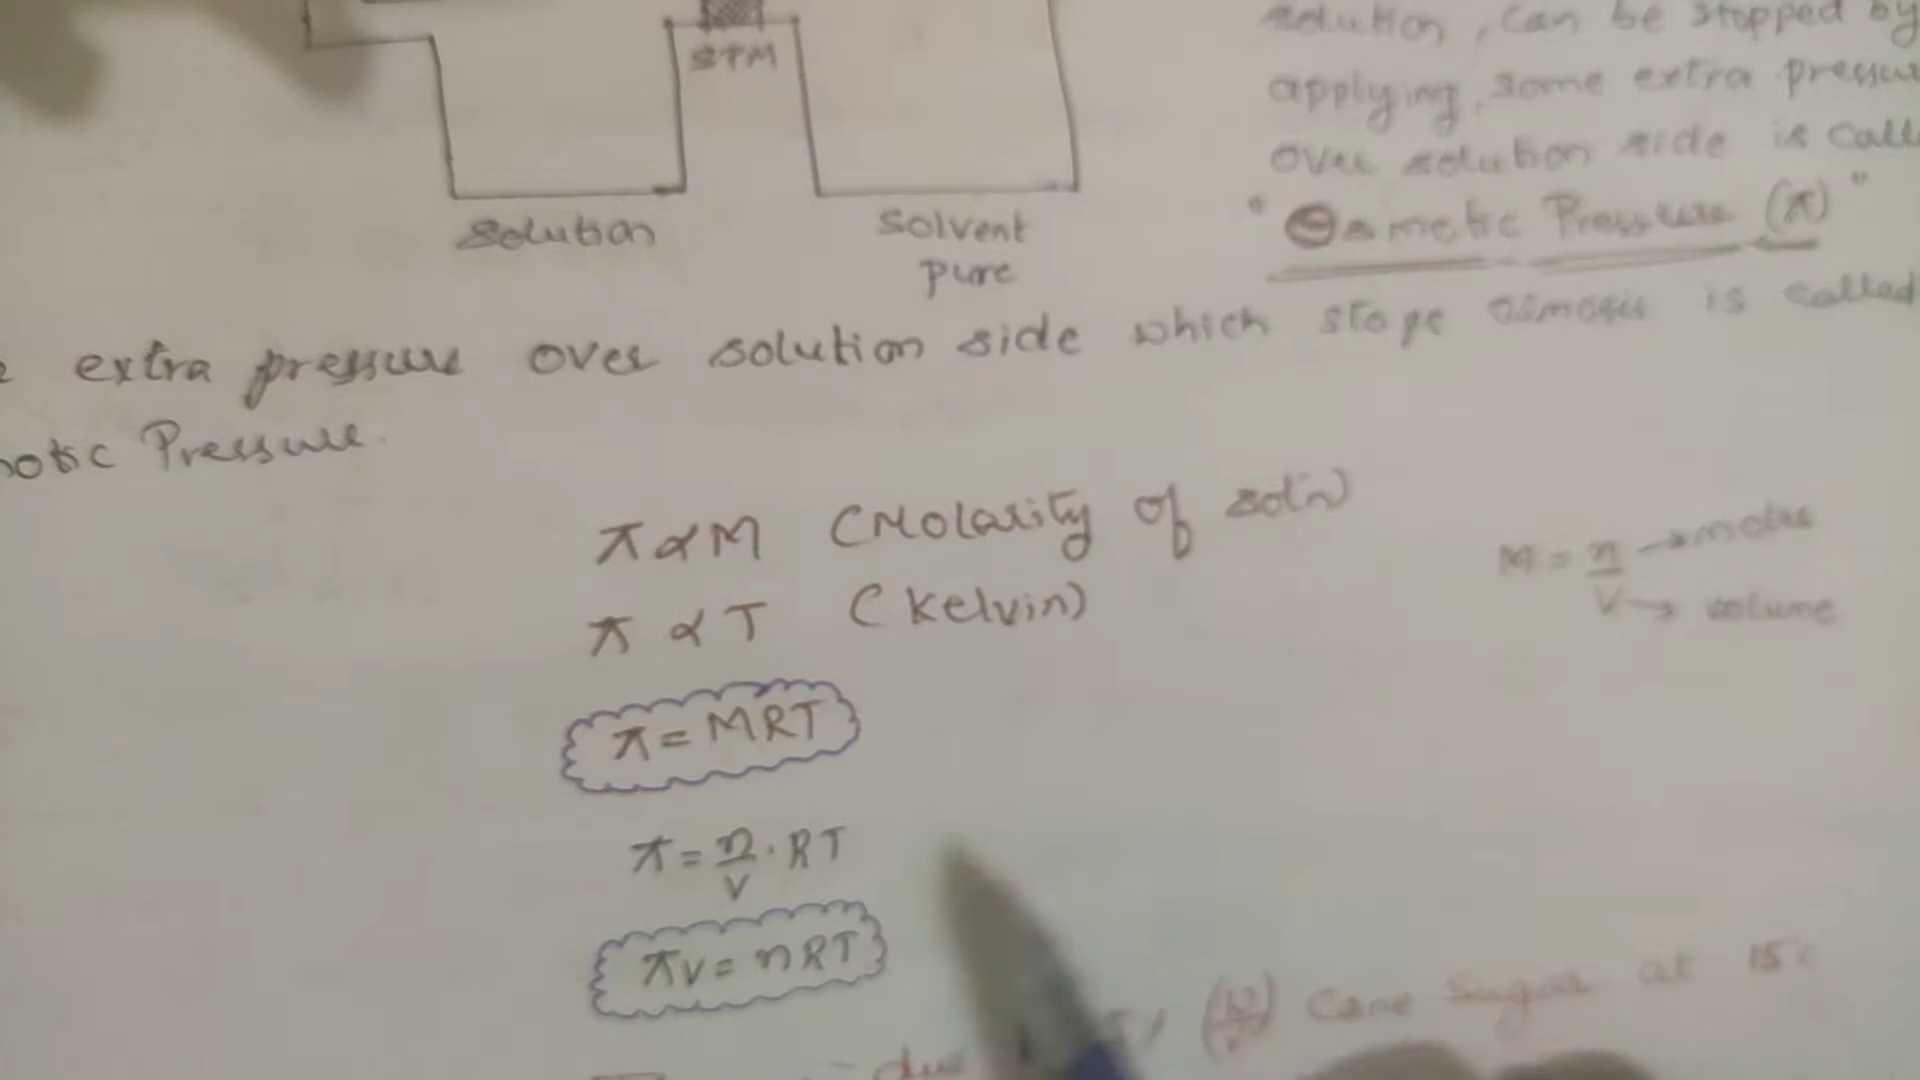 STM
Solution
Solvent
pure
solution, can be stopped by
applying, some extra pressure
over solution side is call
" Osmotic Pressure (π) "
extra pressure over solution side which stops osmosis is called
otic Pressure.
π α M (Molarity of soln)
π α T (Kelvin)
M = n/V → moles
→ volume
π = MRT
π = n/V . RT
πV = nRT
(W/V) Cane Sugar at 15